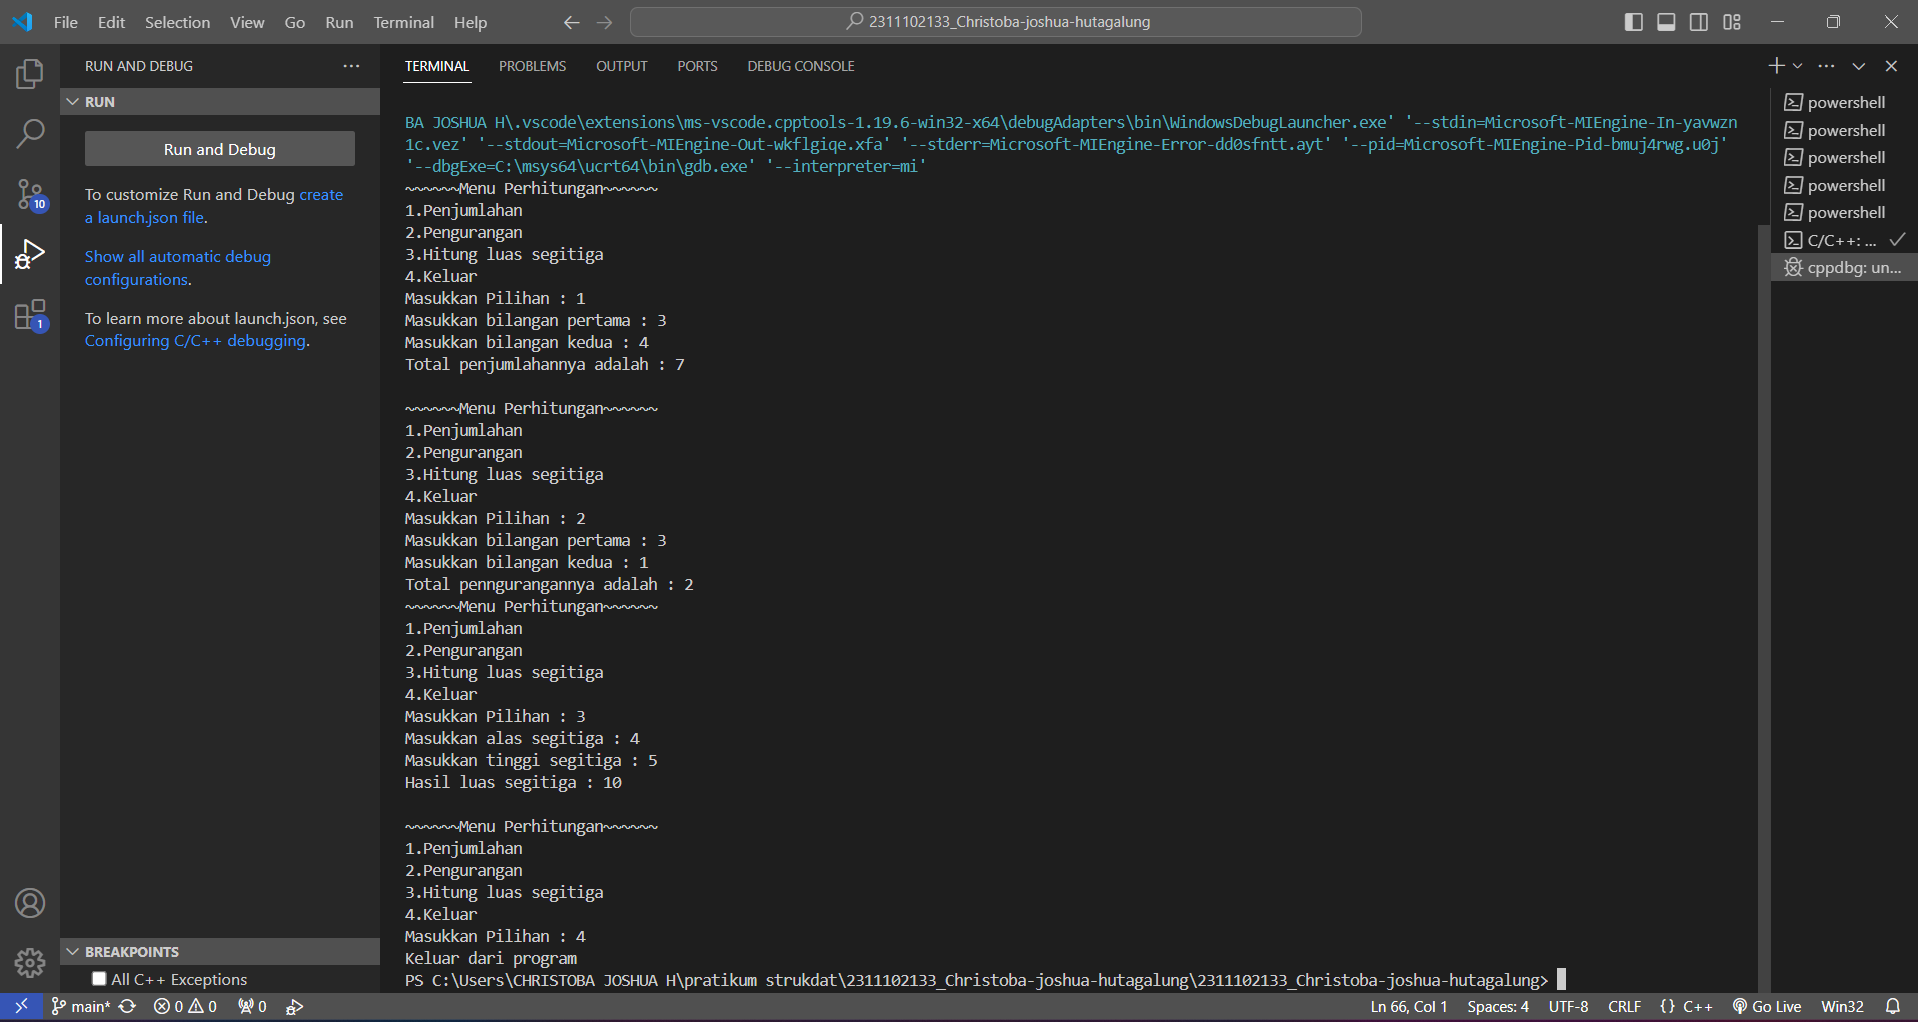 File Edit Selection View Go Run Terminal Help
2311102133_Christoba-joshua-hutagalung
RUN AND DEBUG
RUN
Run and Debug
To customize Run and Debug create
a launch.json file.
Show all automatic debug
configurations.
To learn more about launch.json, see
Configuring C/C++ debugging.
10
1
BREAKPOINTS
All C++ Exceptions
TERMINAL PROBLEMS OUTPUT PORTS DEBUG CONSOLE
BA JOSHUA H\.vscode\extensions\ms-vscode.cpptools-1.19.6-win32-x64\debugAdapters\bin\WindowsDebugLauncher.exe' '--stdin=Microsoft-MIEngine-In-yavwzn
1c.vez' '--stdout=Microsoft-MIEngine-Out-wkflgiqe.xfa' '--stderr=Microsoft-MIEngine-Error-dd0sfntt.ayt' '--pid=Microsoft-MIEngine-Pid-bmuj4rwg.u0j'
'--dbgExe=C:\msys64\ucrt64\bin\gdb.exe' '--interpreter=mi'
~~~~~~Menu Perhitungan~~~~~~
1.Penjumlahan
2.Pengurangan
3.Hitung luas segitiga
4.Keluar
Masukkan Pilihan : 1
Masukkan bilangan pertama : 3
Masukkan bilangan kedua : 4
Total penjumlahannya adalah : 7
~~~~~~Menu Perhitungan~~~~~~
1.Penjumlahan
2.Pengurangan
3.Hitung luas segitiga
4.Keluar
Masukkan Pilihan : 2
Masukkan bilangan pertama : 3
Masukkan bilangan kedua : 1
Total penngurangannya adalah : 2
~~~~~~Menu Perhitungan~~~~~~
1.Penjumlahan
2.Pengurangan
3.Hitung luas segitiga
4.Keluar
Masukkan Pilihan : 3
Masukkan alas segitiga : 4
Masukkan tinggi segitiga : 5
Hasil luas segitiga : 10
~~~~~~Menu Perhitungan~~~~~~
1.Penjumlahan
2.Pengurangan
3.Hitung luas segitiga
4.Keluar
Masukkan Pilihan : 4
Keluar dari program
PS C:\Users\CHRISTOBA JOSHUA H\pratikum strukdat\2311102133_Christoba-joshua-hutagalung\2311102133_Christoba-joshua-hutagalung>
powershell
powershell
powershell
powershell
powershell
C/C++: ...
cppdbg: un...
main* 0 0 0 Ln 66, Col 1 Spaces: 4 UTF-8 CRLF {} C++ Go Live Win32